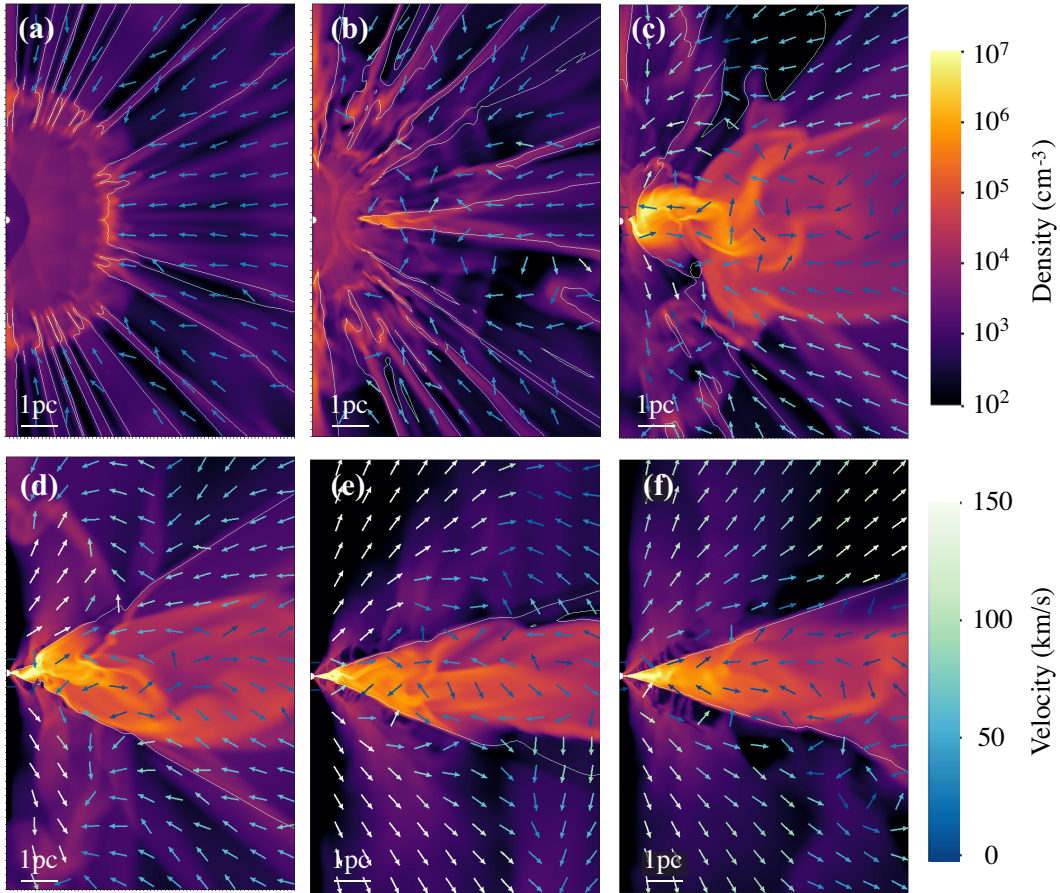 (a)
(b)
(c)
1pc
1pc
1pc
10⁷
10⁶
10⁵
10⁴
10³
10²
Density (cm⁻³)
(d)
(e)
(f)
1pc
1pc
1pc
150
100
50
0
Velocity (km/s)